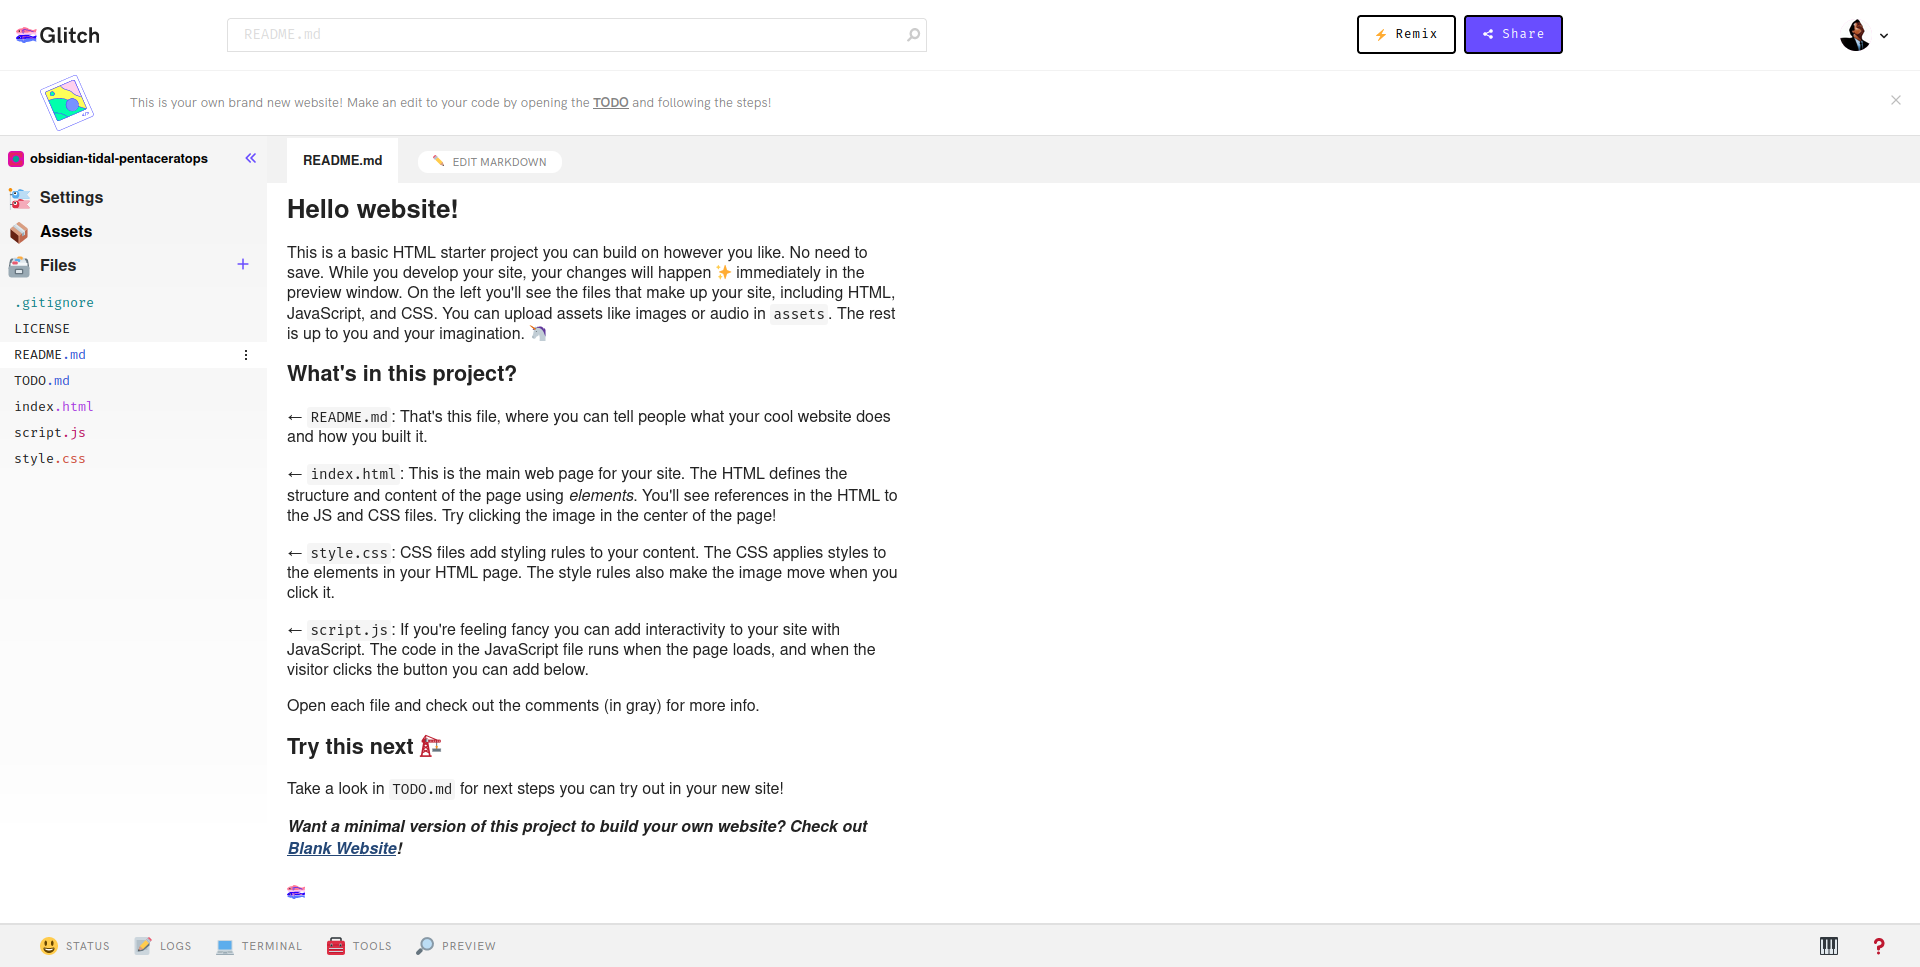 Glitch
README.md
Remix
Share
This is your own brand new website! Make an edit to your code by opening the TODO and following the steps!
obsidian-tidal-pentaceratops
README.md
EDIT MARKDOWN
Settings
Assets
Files
.gitignore
LICENSE
README.md
TODO.md
index.html
script.js
style.css
Hello website!
This is a basic HTML starter project you can build on however you like. No need to
save. While you develop your site, your changes will happen ✨ immediately in the
preview window. On the left you'll see the files that make up your site, including HTML,
JavaScript, and CSS. You can upload assets like images or audio in assets. The rest
is up to you and your imagination. 🦄
What's in this project?
← README.md: That's this file, where you can tell people what your cool website does
and how you built it.
← index.html: This is the main web page for your site. The HTML defines the
structure and content of the page using elements. You'll see references in the HTML to
the JS and CSS files. Try clicking the image in the center of the page!
← style.css: CSS files add styling rules to your content. The CSS applies styles to
the elements in your HTML page. The style rules also make the image move when you
click it.
← script.js: If you're feeling fancy you can add interactivity to your site with
JavaScript. The code in the JavaScript file runs when the page loads, and when the
visitor clicks the button you can add below.
Open each file and check out the comments (in gray) for more info.
Try this next 🏗️
Take a look in TODO.md for next steps you can try out in your new site!
Want a minimal version of this project to build your own website? Check out
Blank Website!
STATUS
LOGS
TERMINAL
TOOLS
PREVIEW
?